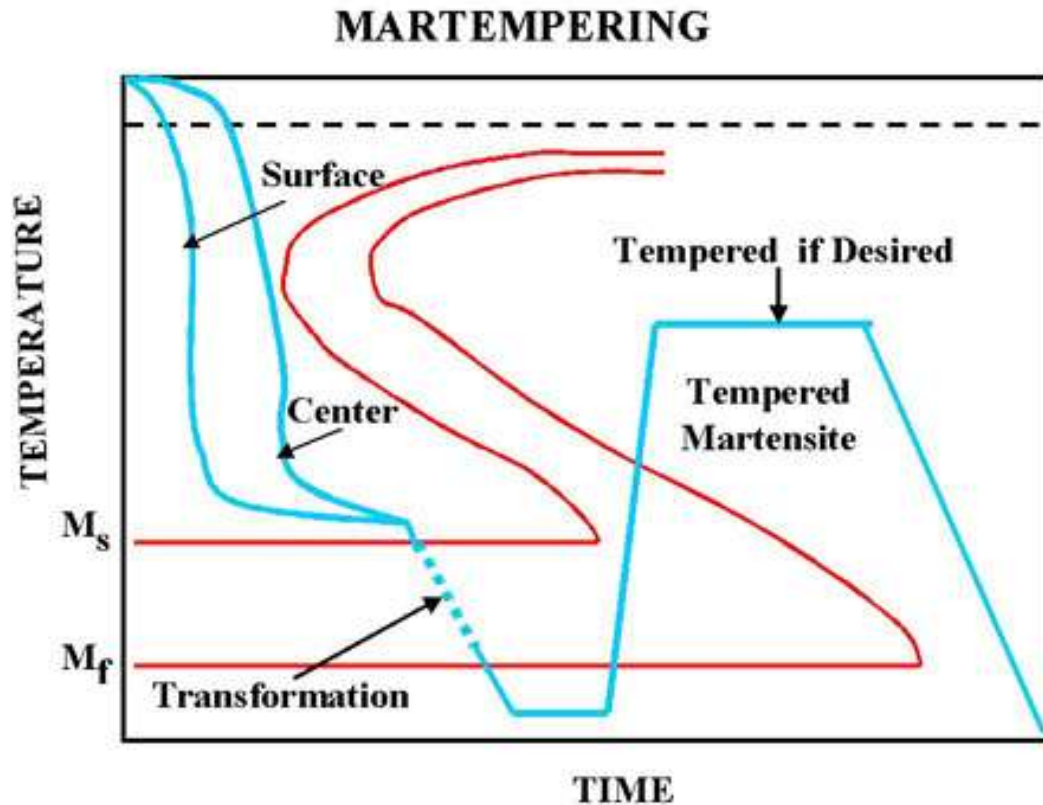 MARTEMPERING
Surface
Tempered if Desired
Center
Tempered
Martensite
TEMPERATURE
Ms
Mf
Transformation
TIME